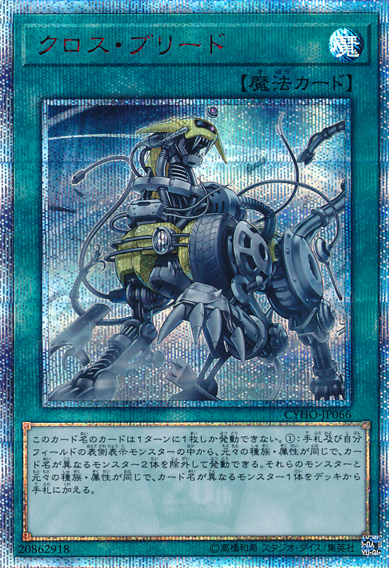 クロス・ブリード
魔
【魔法カード】
CYHO-JP066
このカード名のカードは1ターンに1枚しか発動できない。①：手札及び自分
フィールドの表側表示モンスターの中から、元々の種族・属性が同じで、カー
ド名が異なるモンスター2体を除外して発動できる。それらのモンスターと
元々の種族・属性が同じで、カード名が異なるモンスター1体をデッキから
手札に加える。
20862918
©高橋和希 スタジオ・ダイス/集英社